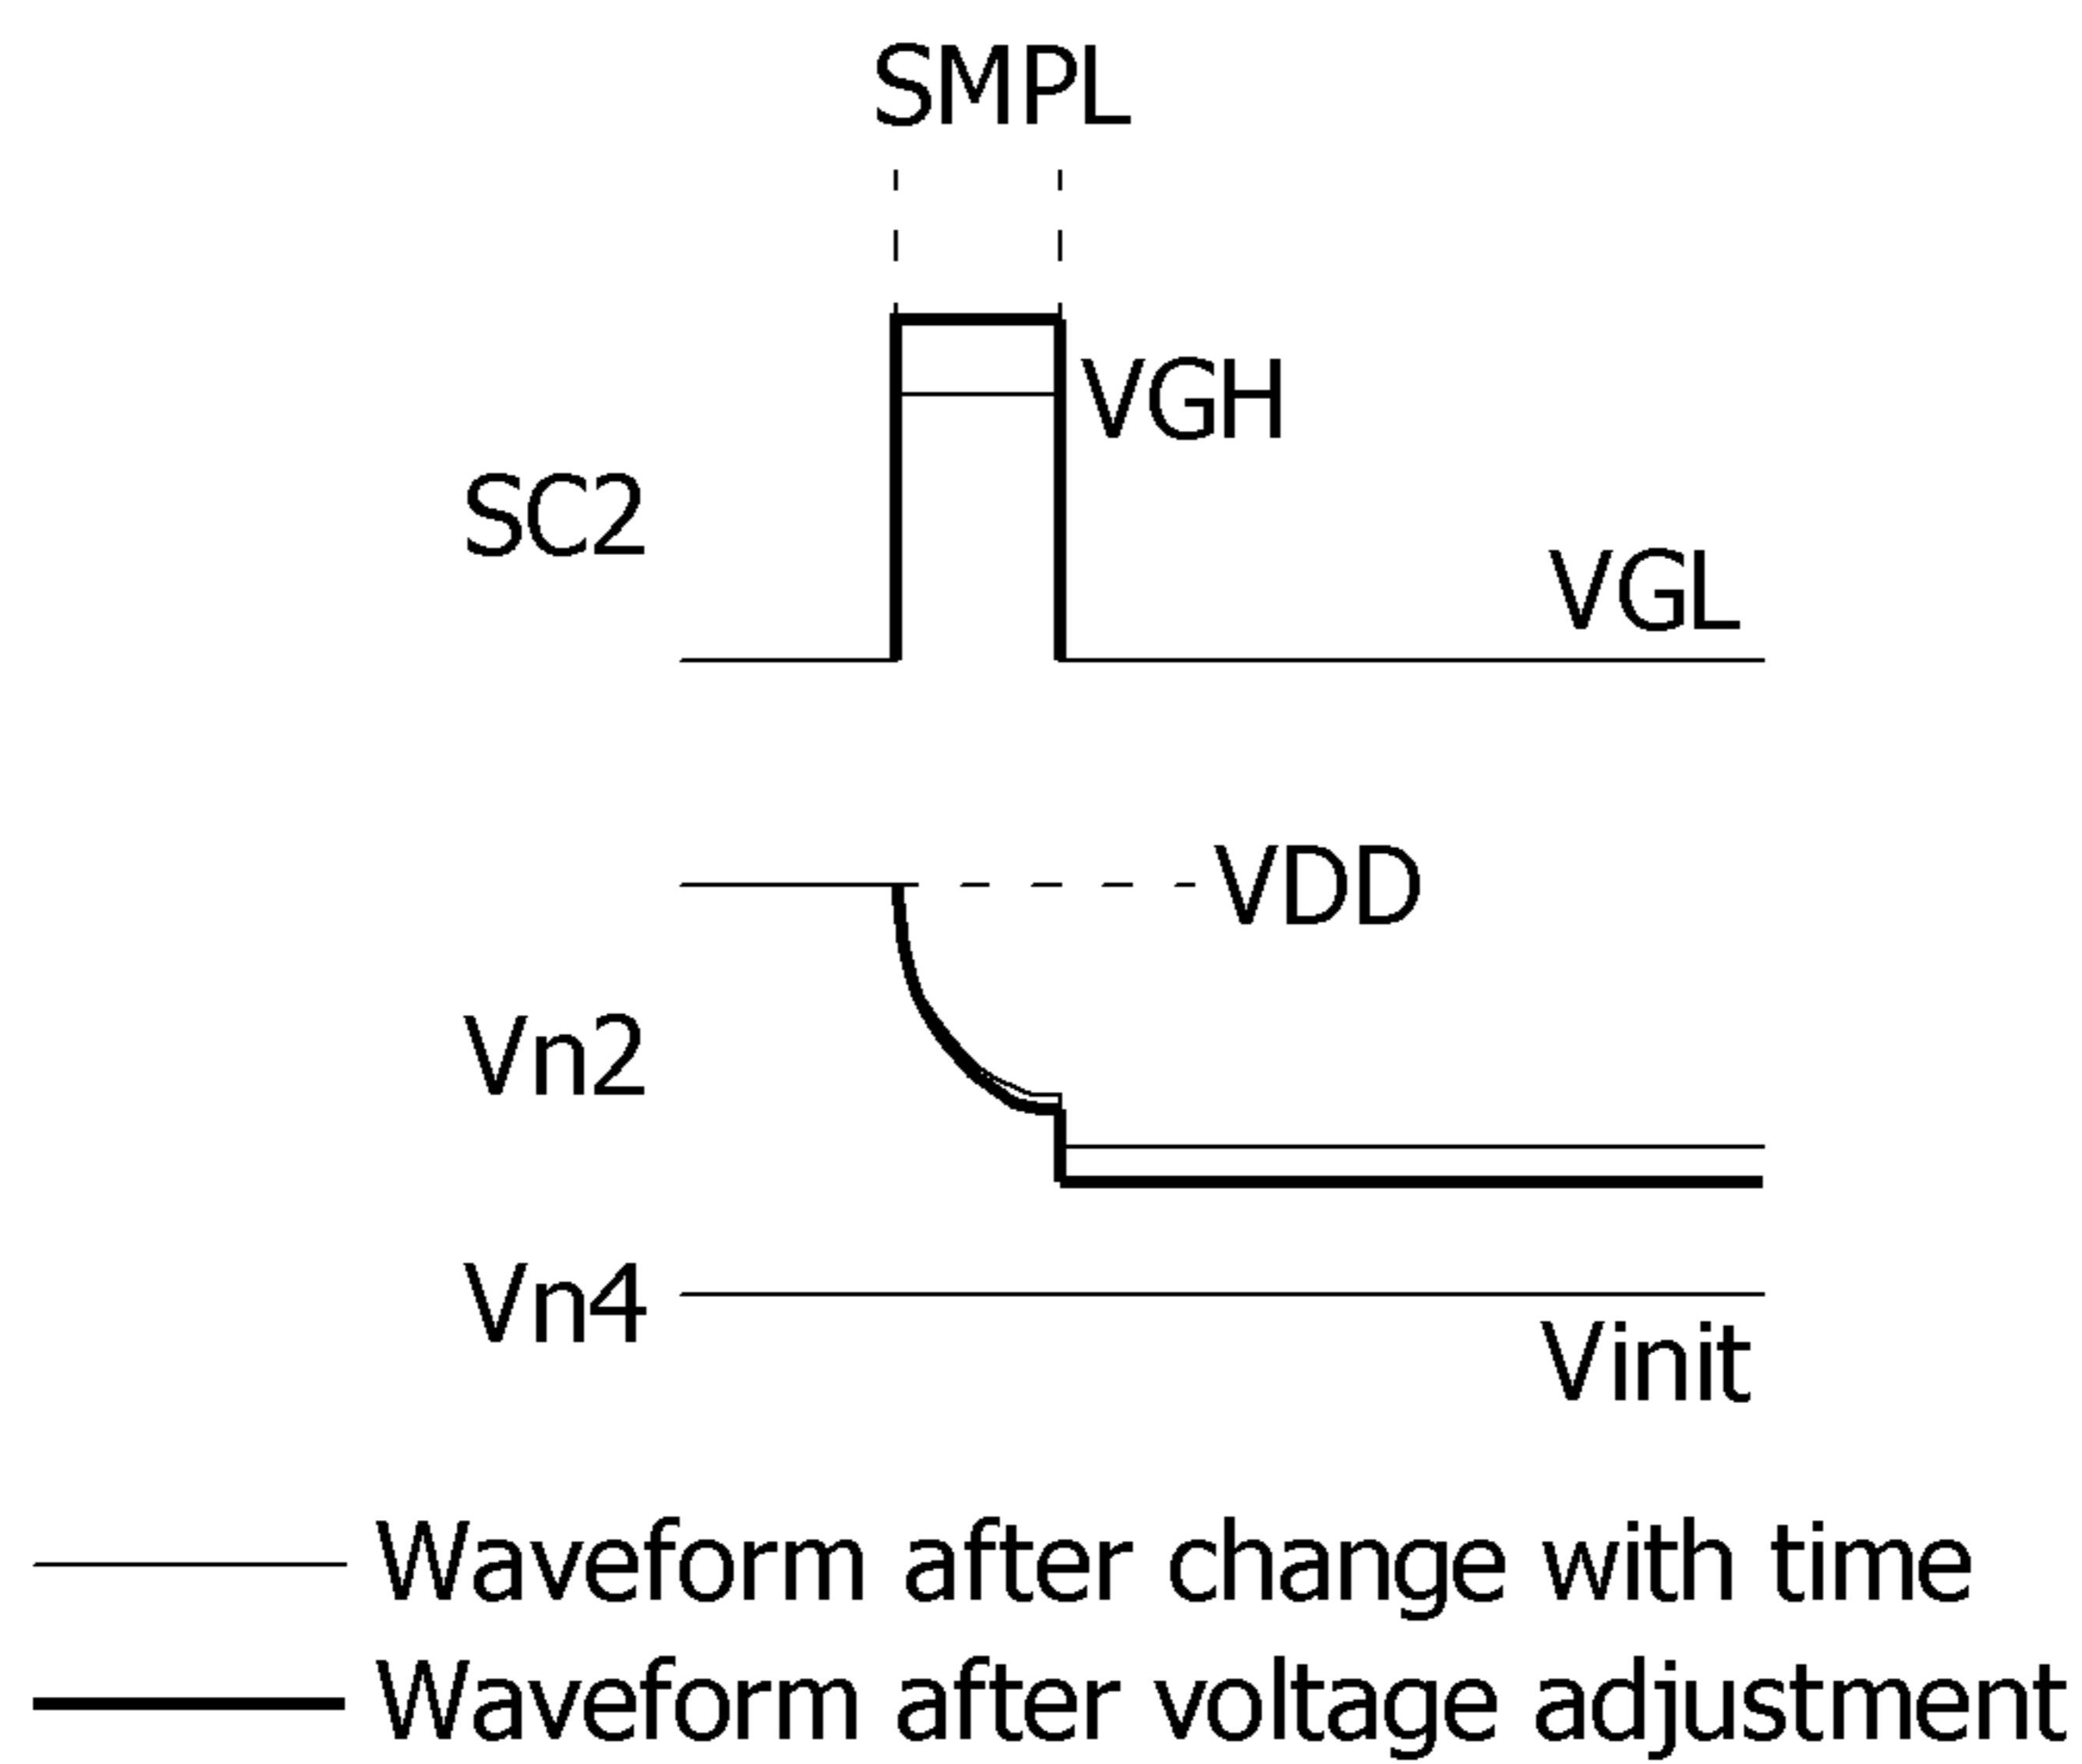 SMPL
VGH
SC2
VGL
VDD
Vn2
Vn4
Vinit
Waveform after change with time
Waveform after voltage adjustment